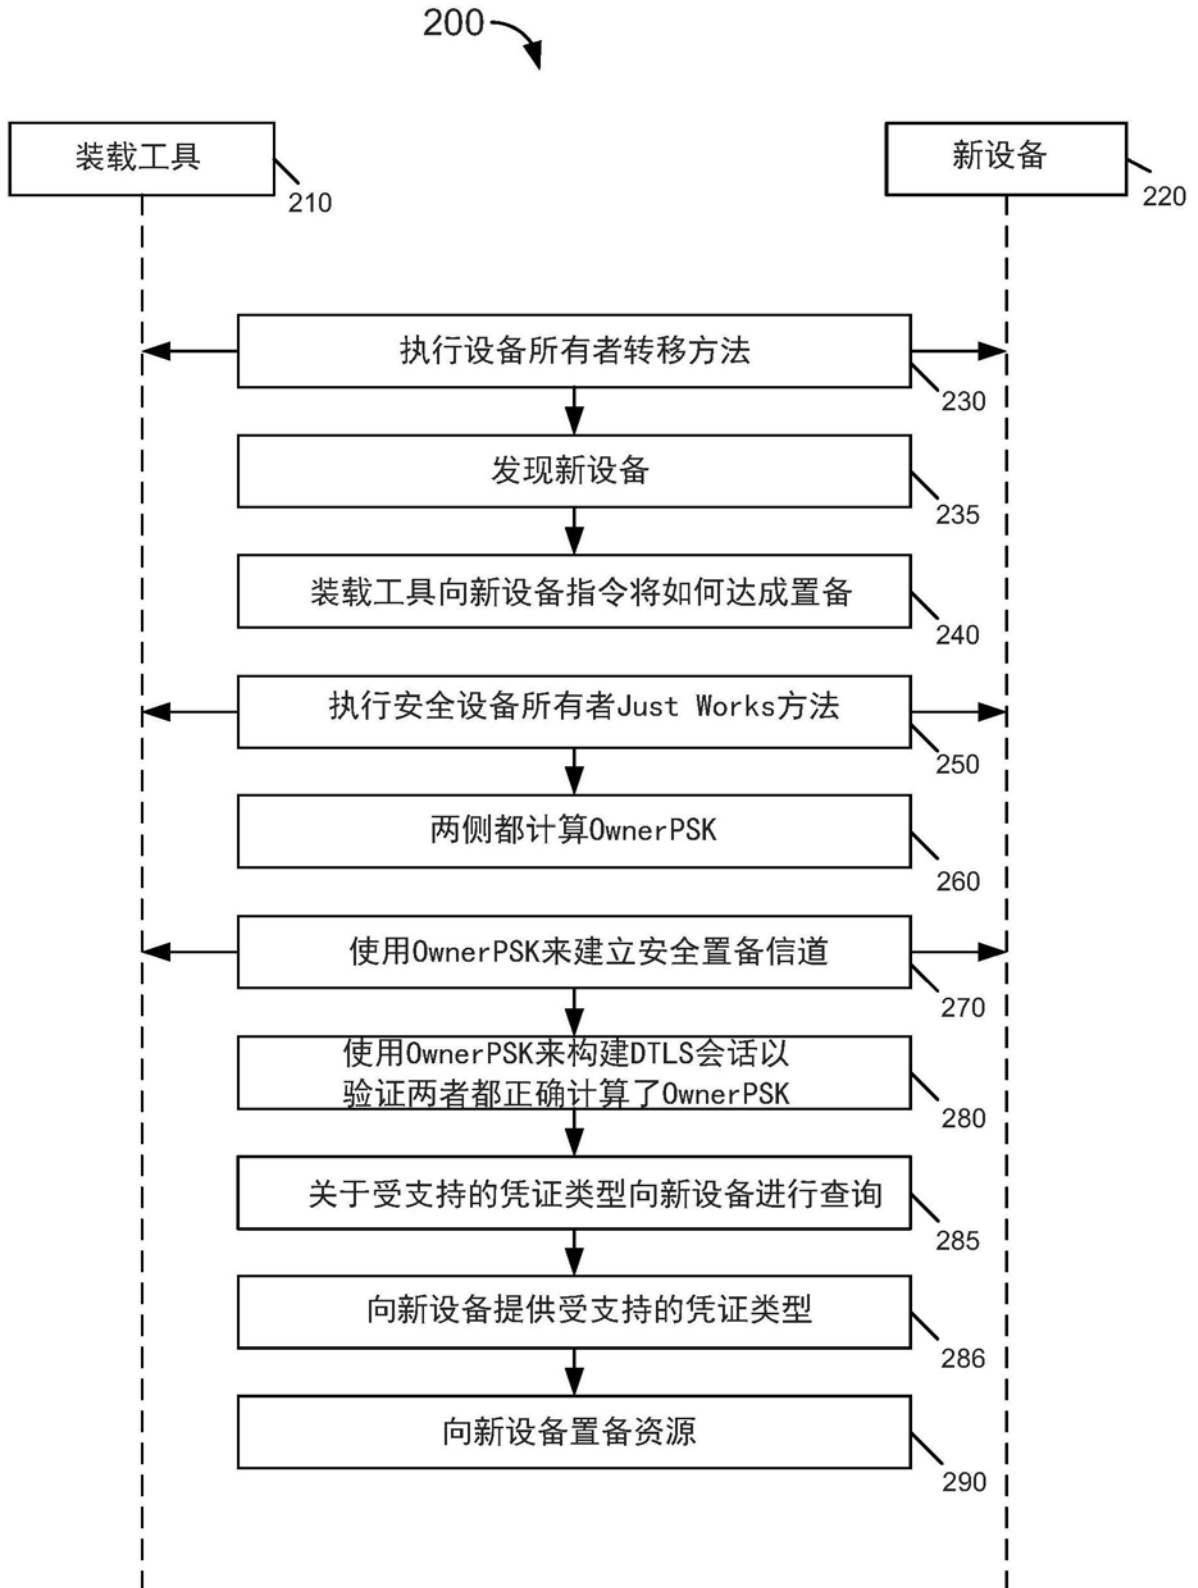 200
装载工具
210
新设备
220
执行设备所有者转移方法
230
发现新设备
235
装载工具向新设备指令将如何达成置备
240
执行安全设备所有者Just Works方法
250
两侧都计算OwnerPSK
260
使用OwnerPSK来建立安全置备信道
270
使用OwnerPSK来构建DTLS会话以
验证两者都正确计算了OwnerPSK
280
关于受支持的凭证类型向新设备进行查询
285
向新设备提供受支持的凭证类型
286
向新设备置备资源
290